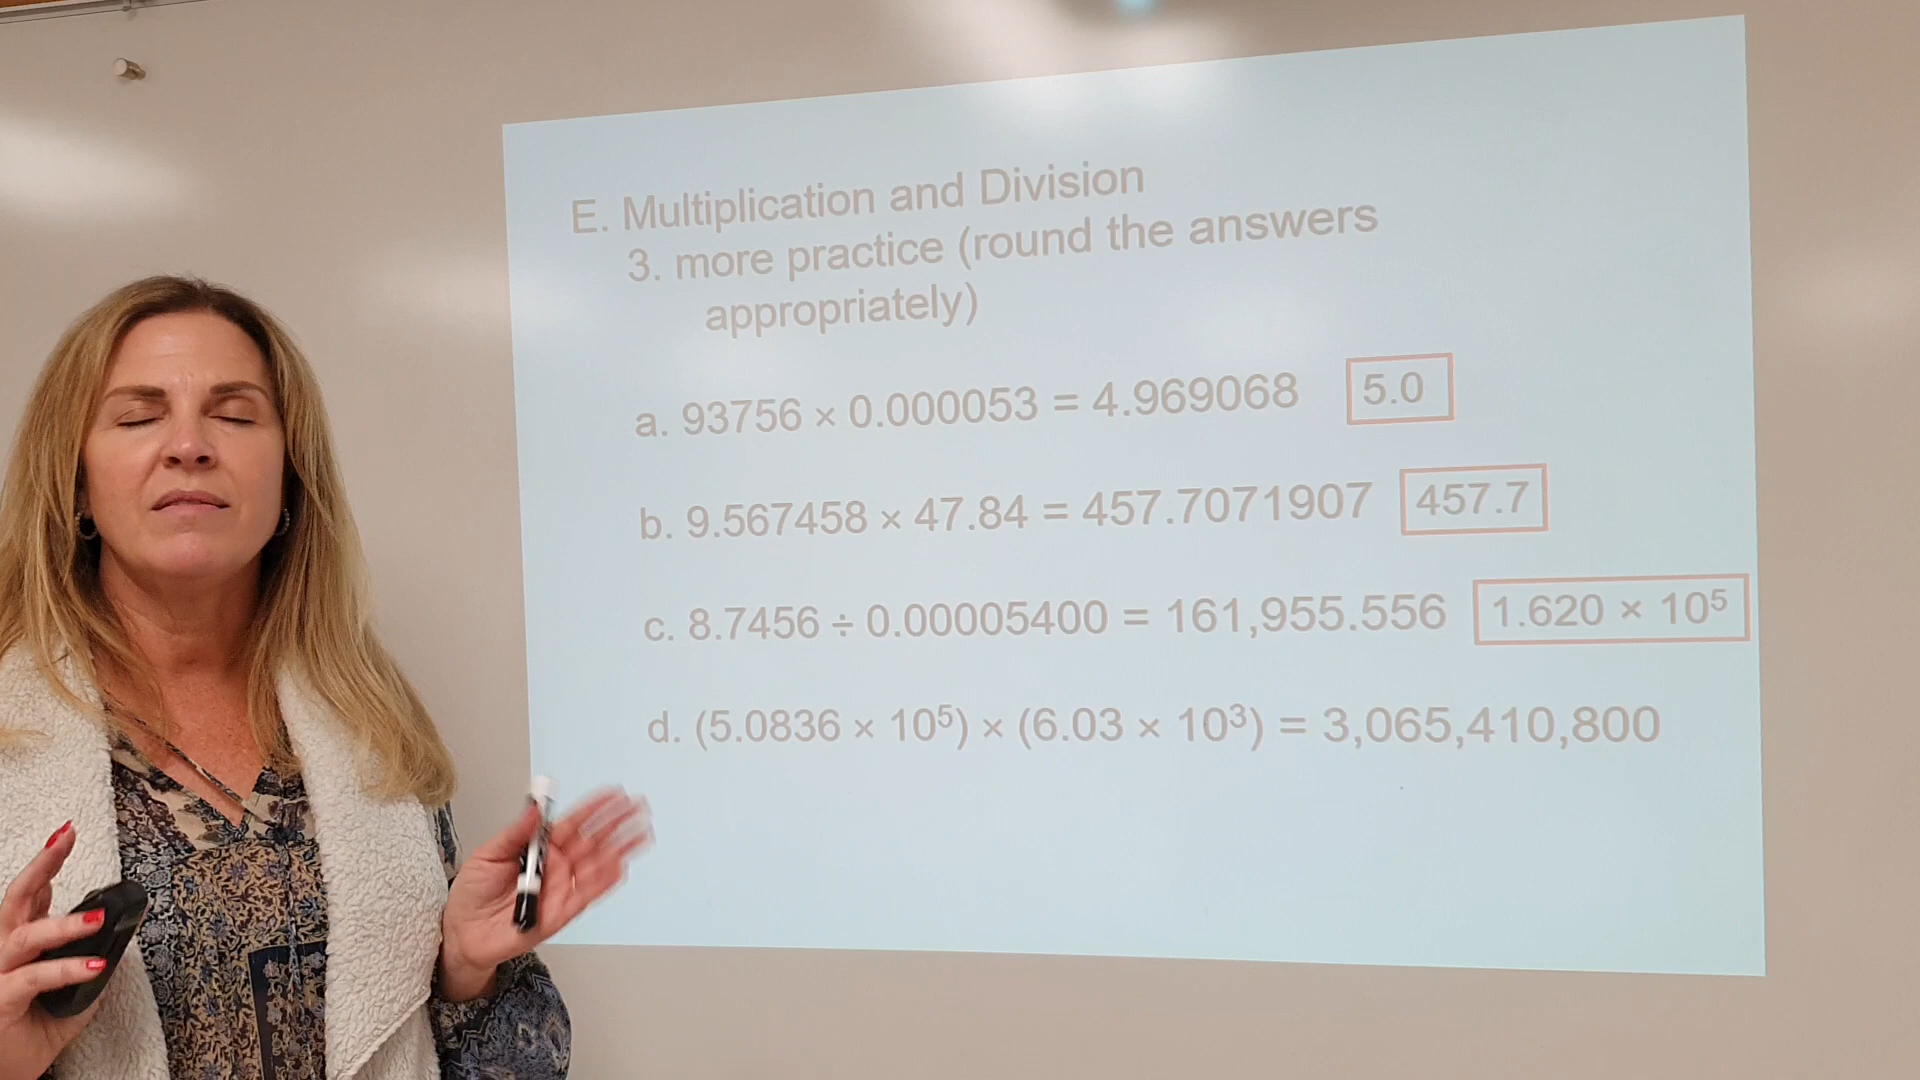 E. Multiplication and Division
3. more practice (round the answers
appropriately)
a. 93756 × 0.000053 = 4.969068 5.0
b. 9.567458 × 47.84 = 457.7071907 457.7
c. 8.7456 ÷ 0.00005400 = 161,955.556 1.620 × 10⁵
d. (5.0836 × 10⁵) × (6.03 × 10³) = 3,065,410,800